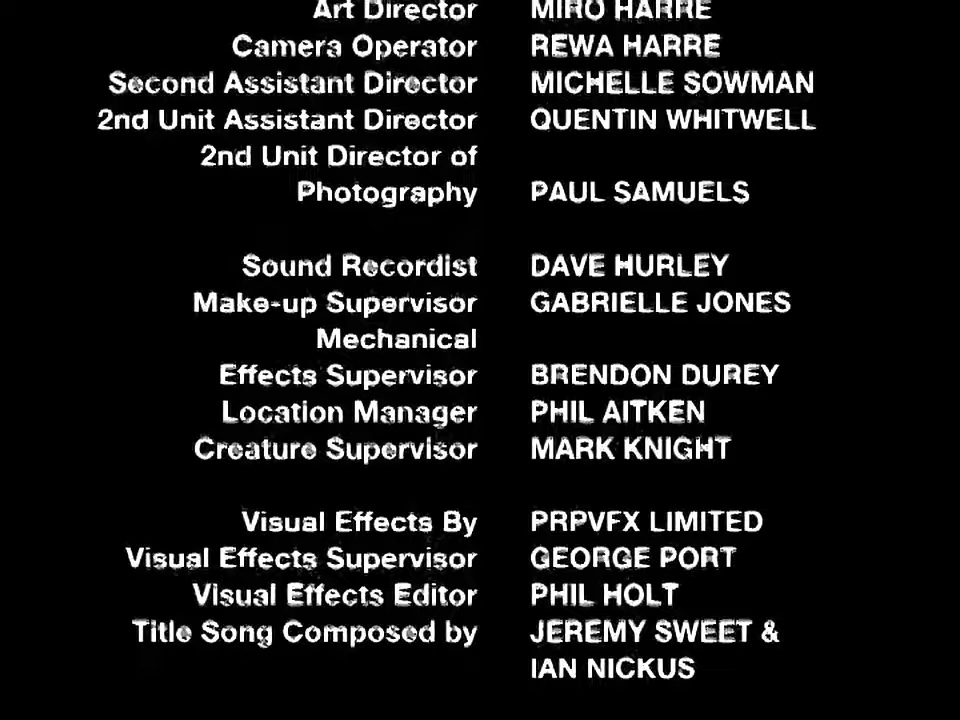 Art Director MIRO HARRE
Camera Operator REWA HARRE
Second Assistant Director MICHELLE SOWMAN
2nd Unit Assistant Director QUENTIN WHITWELL
2nd Unit Director of
Photography PAUL SAMUELS
Sound Recordist DAVE HURLEY
Make-up Supervisor GABRIELLE JONES
Mechanical
Effects Supervisor BRENDON DUREY
Location Manager PHIL AITKEN
Creature Supervisor MARK KNIGHT
Visual Effects By PRPVFX LIMITED
Visual Effects Supervisor GEORGE PORT
Visual Effects Editor PHIL HOLT
Title Song Composed by JEREMY SWEET &
IAN NICKUS